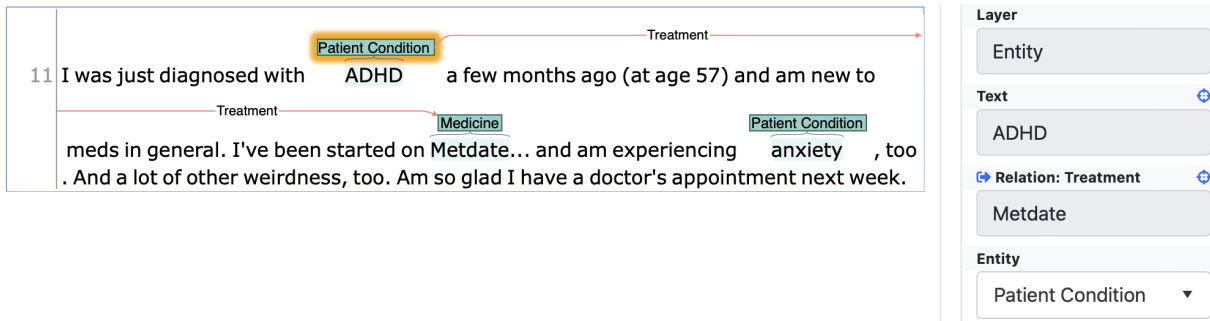 Patient Condition
Treatment
11 I was just diagnosed with ADHD a few months ago (at age 57) and am new to
Treatment
Medicine
Patient Condition
meds in general. I've been started on Metdate... and am experiencing anxiety , too
. And a lot of other weirdness, too. Am so glad I have a doctor's appointment next week.
Layer
Entity
Text
ADHD
Relation: Treatment
Metdate
Entity
Patient Condition